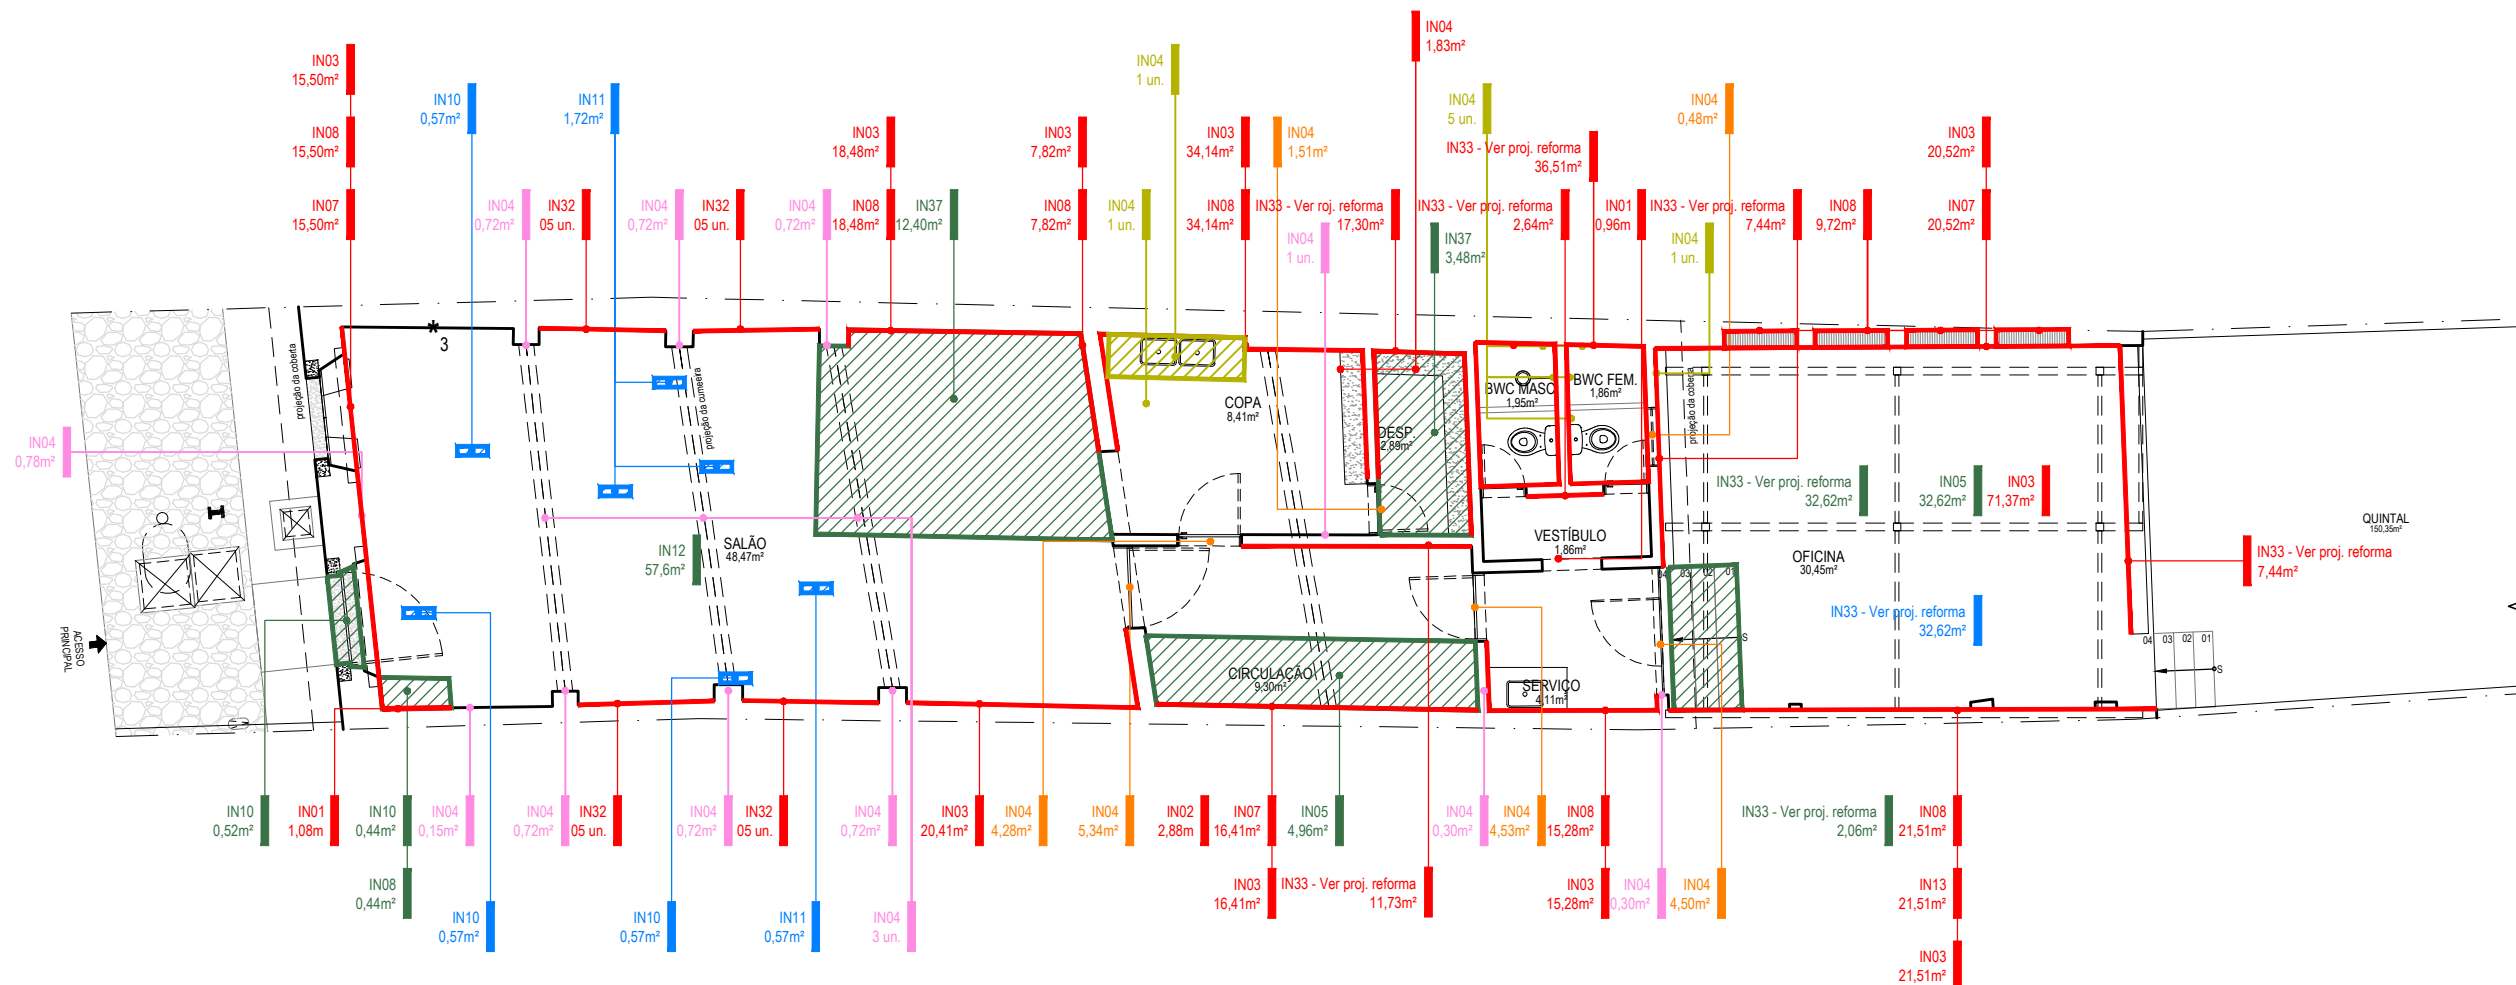 IN04
1,83m²
IN03
15,50m²
IN04
1 un.
IN10
0,57m²
IN11
1,72m²
IN04
5 un.
IN04
0,48m²
IN08
15,50m²
IN03
18,48m²
IN03
7,82m²
IN03
34,14m²
IN04
1,51m²
IN33 - Ver proj. reforma
36,51m²
IN03
20,52m²
IN07
15,50m²
IN04
0,72m²
IN32
05 un.
IN04
0,72m²
IN32
05 un.
IN04
0,72m²
IN08
18,48m²
IN37
12,40m²
IN08
7,82m²
IN04
1 un.
IN08
34,14m²
IN33 - Ver roj. reforma
17,30m²
IN33 - Ver proj. reforma
2,64m²
IN01
0,96m
IN33 - Ver proj. reforma
7,44m²
IN08
9,72m²
IN07
20,52m²
IN04
1 un.
IN37
3,48m²
IN04
1 un.
*
3
projeção da coberta
projeção da cumeeira
projeção da coberta
COPA
8,41m²
DESP.
2,89m²
BWC MASC.
1,95m²
BWC FEM.
1,86m²
IN04
0,78m²
IN33 - Ver proj. reforma
32,62m²
IN05
32,62m²
IN03
71,37m²
QUINTAL
150,35m²
IN12
57,6m²
SALÃO
48,47m²
VESTÍBULO
1,86m²
OFICINA
30,45m²
IN33 - Ver proj. reforma
7,44m²
04 03 02 01
IN33 - Ver proj. reforma
32,62m²
S
04 03 02 01
S
ACESSO
PRINCIPAL
CIRCULAÇÃO
9,30m²
SERVIÇO
4,11m²
IN10
0,52m²
IN01
1,08m
IN10
0,44m²
IN04
0,15m²
IN04
0,72m²
IN32
05 un.
IN04
0,72m²
IN32
05 un.
IN04
0,72m²
IN03
20,41m²
IN04
4,28m²
IN04
5,34m²
IN02
2,88m
IN07
16,41m²
IN05
4,96m²
IN04
0,30m²
IN04
4,53m²
IN08
15,28m²
IN33 - Ver proj. reforma
2,06m²
IN08
21,51m²
IN08
0,44m²
IN03
16,41m²
IN33 - Ver proj. reforma
11,73m²
IN03
15,28m²
IN04
0,30m²
IN04
4,50m²
IN13
21,51m²
IN10
0,57m²
IN10
0,57m²
IN11
0,57m²
IN04
3 un.
IN03
21,51m²